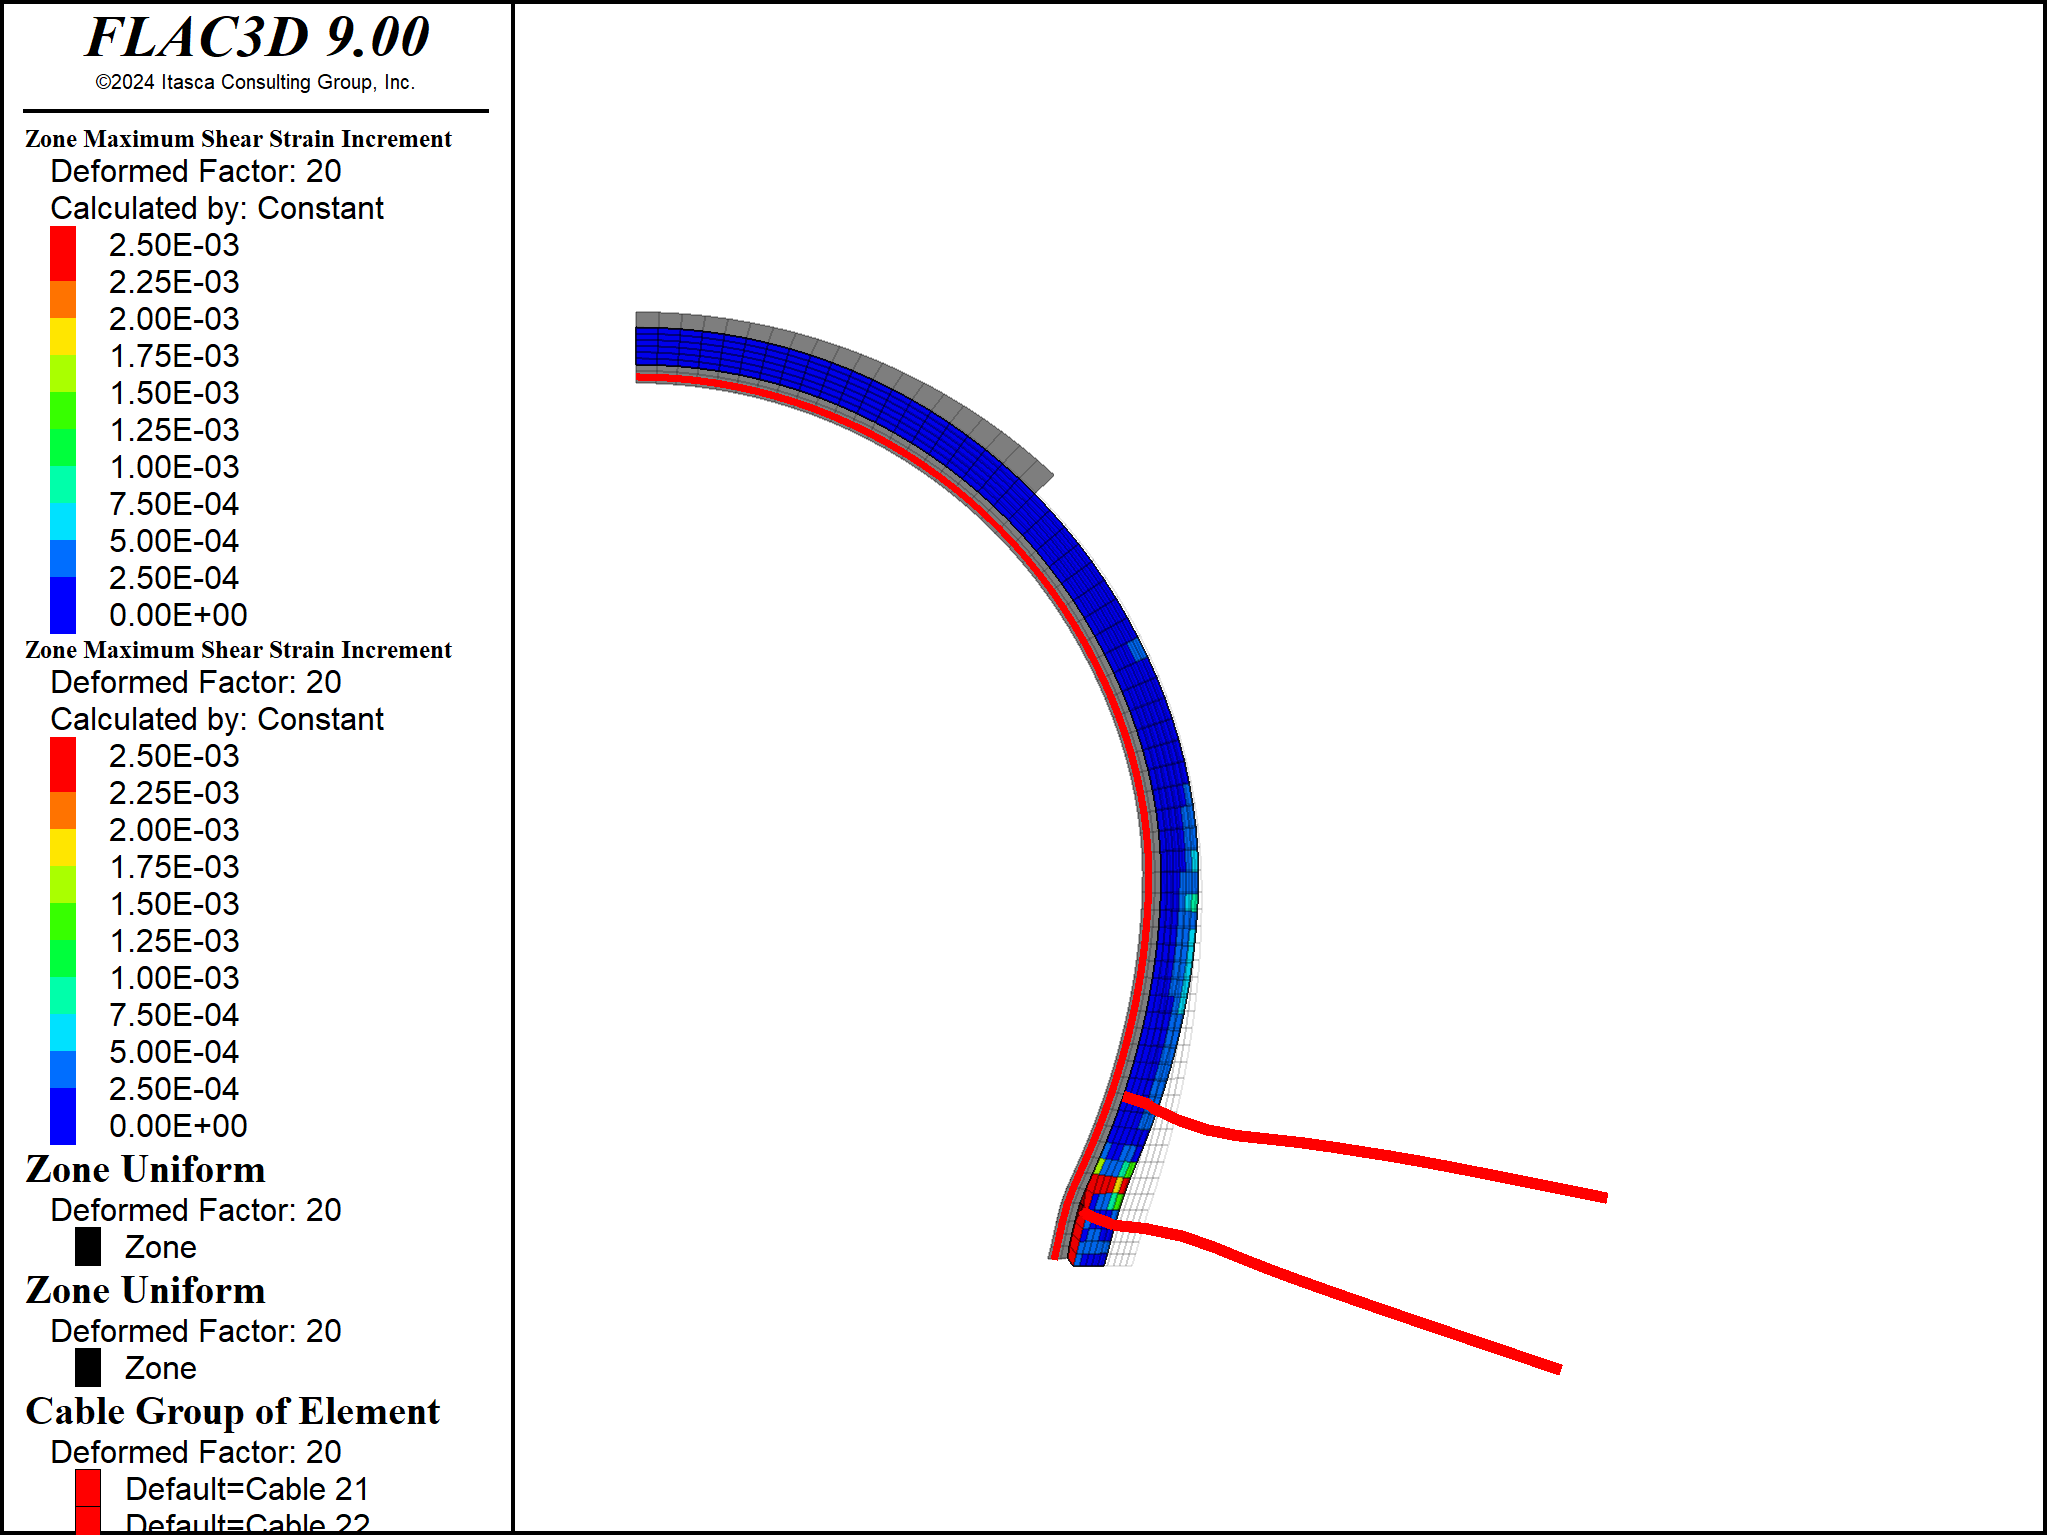 FLAC3D 9.00
©2024 Itasca Consulting Group, Inc.
Zone Maximum Shear Strain Increment
Deformed Factor: 20
Calculated by: Constant
2.50E-03
2.25E-03
2.00E-03
1.75E-03
1.50E-03
1.25E-03
1.00E-03
7.50E-04
5.00E-04
2.50E-04
0.00E+00
Zone Maximum Shear Strain Increment
Deformed Factor: 20
Calculated by: Constant
2.50E-03
2.25E-03
2.00E-03
1.75E-03
1.50E-03
1.25E-03
1.00E-03
7.50E-04
5.00E-04
2.50E-04
0.00E+00
Zone Uniform
Deformed Factor: 20
Zone
Zone Uniform
Deformed Factor: 20
Zone
Cable Group of Element
Deformed Factor: 20
Default=Cable 21
Default=Cable 22